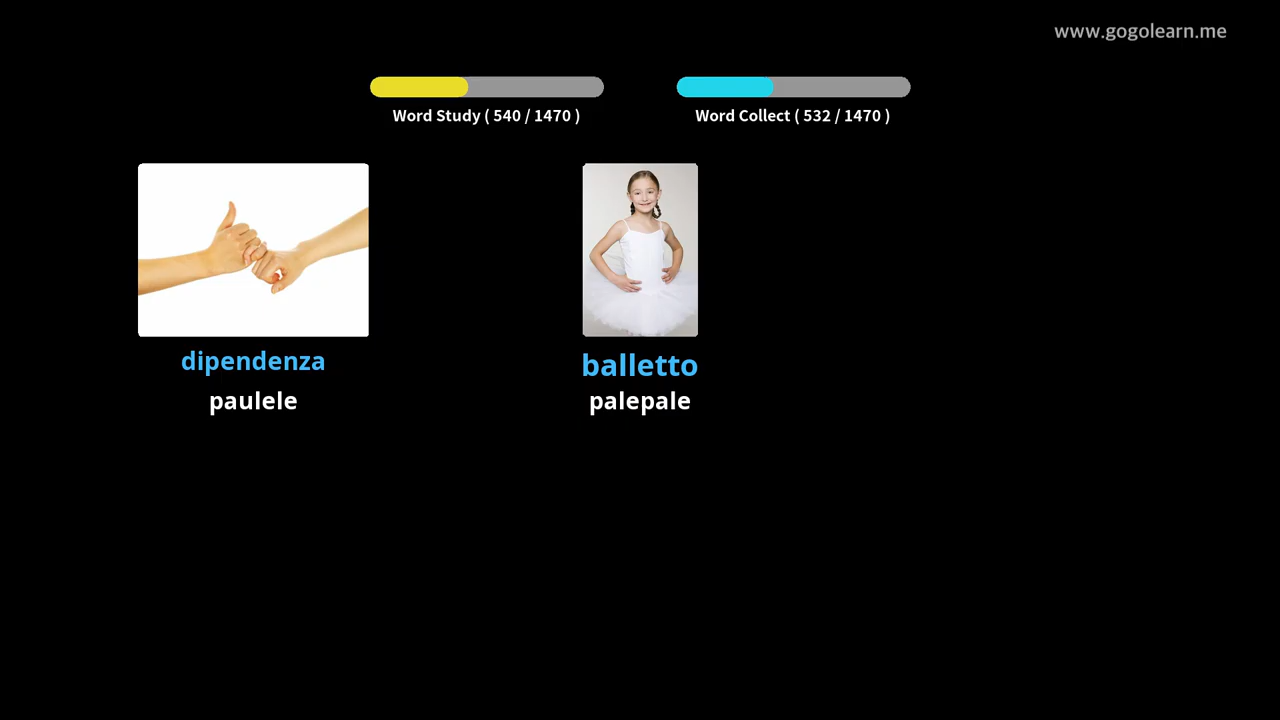 www.gogolearn.me
Word Study ( 540 / 1470 )
Word Collect ( 532 / 1470 )
dipendenza
paulele
balletto
palepale